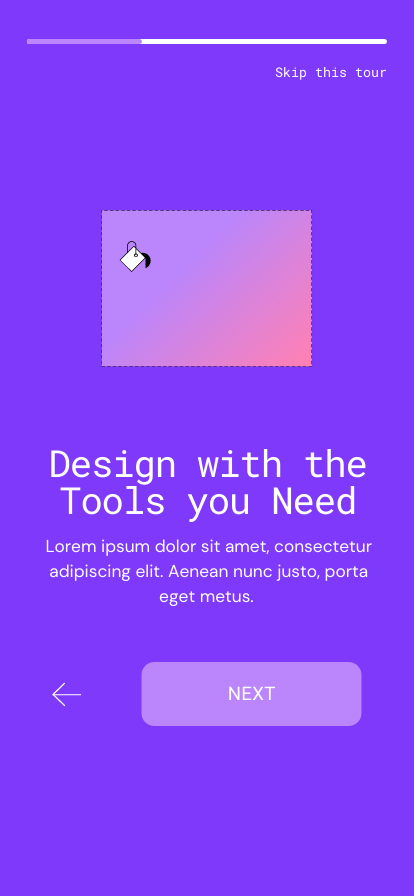 Skip this tour
Design with the
Tools you Need
Lorem ipsum dolor sit amet, consectetur
adipiscing elit. Aenean nunc justo, porta
eget metus.
NEXT